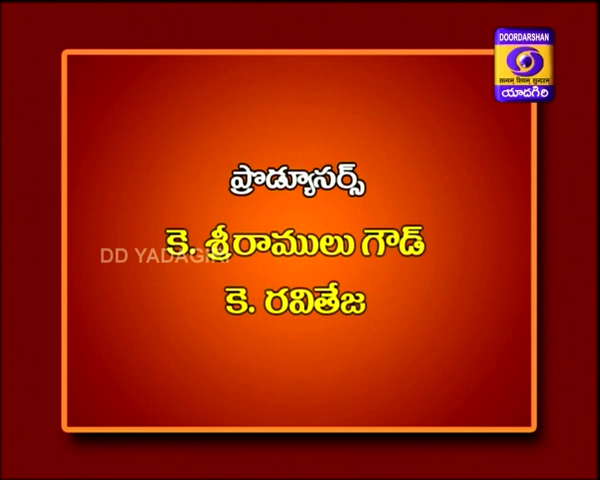 DOORDARSHAN
सत्यम् शिवम् सुन्दरम्
యాదగిరి
ప్రొడ్యూసర్స్
కె. శ్రీరాములు గౌడ్
DD YADAGIRI
కె. రవితేజ